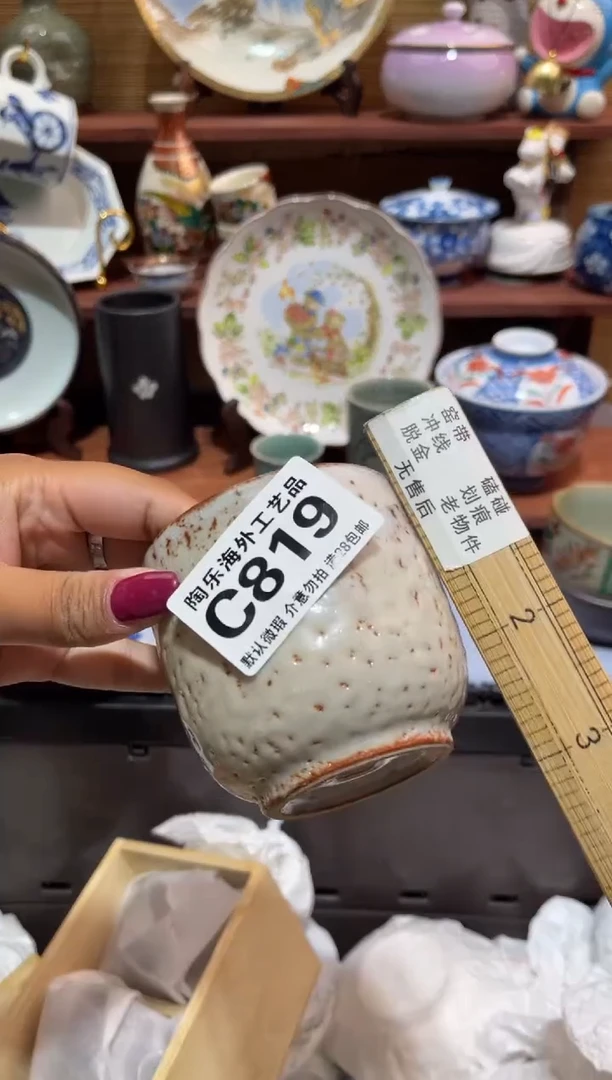 陶乐海外工艺品
C819
默认微瑕 介意勿拍 满28包邮
窑带 磕碰
冲线 划痕
脱金 老物件
无售后
2
3